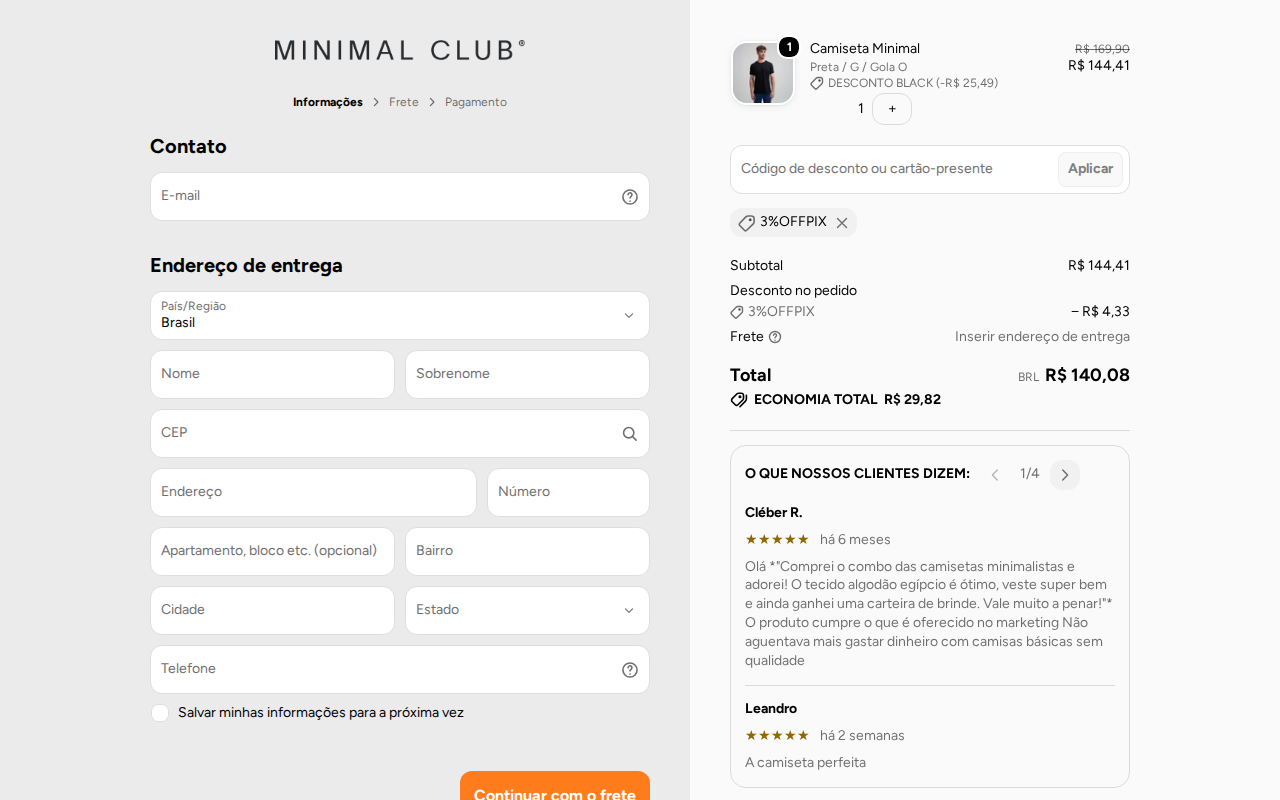 MINIMAL CLUB®
Informações > Frete > Pagamento
Contato
E-mail
Endereço de entrega
País/Região
Brasil
Nome
Sobrenome
CEP
Endereço
Número
Apartamento, bloco etc. (opcional)
Bairro
Cidade
Estado
Telefone
Salvar minhas informações para a próxima vez
Continuar com o frete
1
Camiseta Minimal
R$ 169,90
Preta / G / Gola O
R$ 144,41
DESCONTO BLACK (-R$ 25,49)
1 +
Código de desconto ou cartão-presente
Aplicar
3%OFFPIX
Subtotal R$ 144,41
Desconto no pedido
3%OFFPIX − R$ 4,33
Frete Inserir endereço de entrega
Total BRL R$ 140,08
ECONOMIA TOTAL R$ 29,82
O QUE NOSSOS CLIENTES DIZEM: 1/4
Cléber R.
★★★★★ há 6 meses
Olá *"Comprei o combo das camisetas minimalistas e
adorei! O tecido algodão egípcio é ótimo, veste super bem
e ainda ganhei uma carteira de brinde. Vale muito a penar!"*
O produto cumpre o que é oferecido no marketing Não
aguentava mais gastar dinheiro com camisas básicas sem
qualidade
Leandro
★★★★★ há 2 semanas
A camiseta perfeita